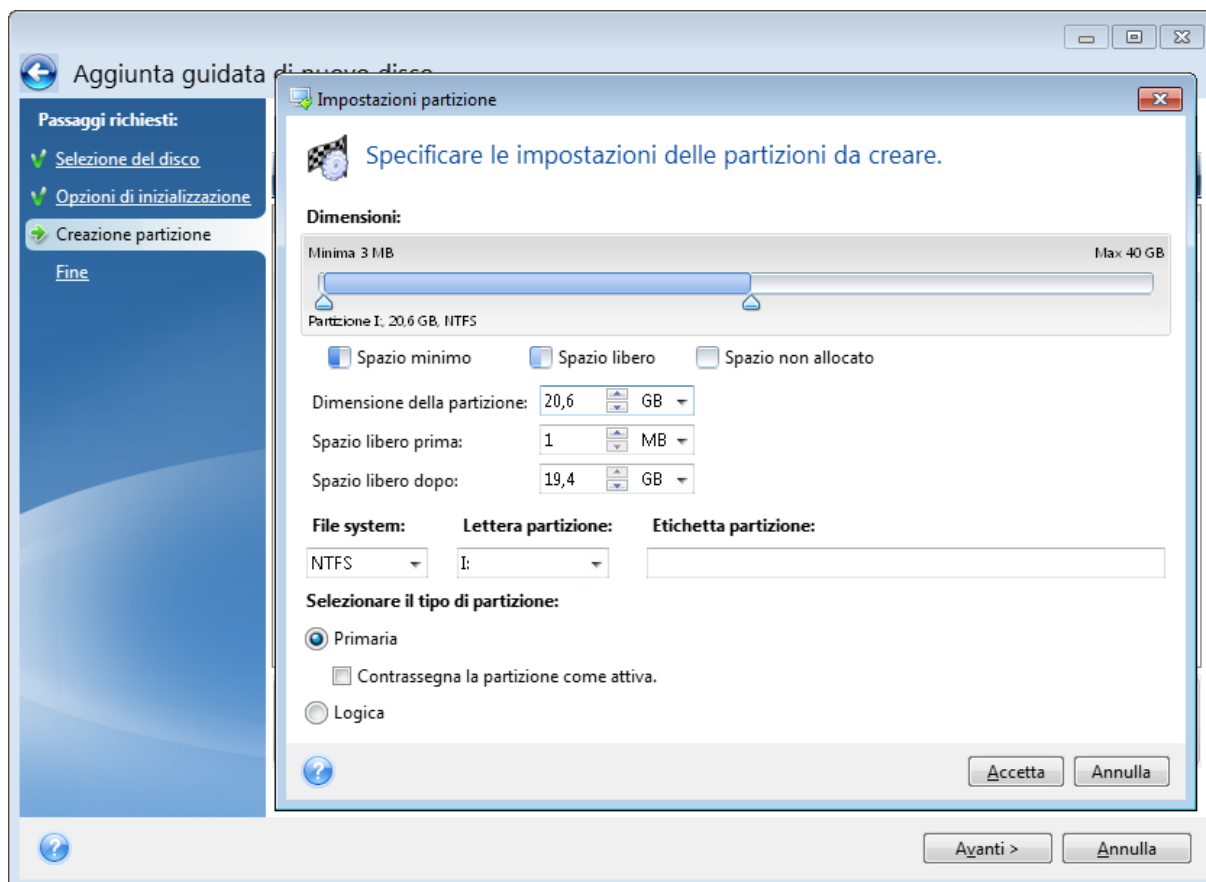 Aggiunta guidata di nuovo disco
Passaggi richiesti:
Selezione del disco
Opzioni di inizializzazione
Creazione partizione
Fine
Impostazioni partizione
Specificare le impostazioni delle partizioni da creare.
Dimensioni:
Minima 3 MB Max 40 GB
Partizione I:, 20,6 GB, NTFS
Spazio minimo Spazio libero Spazio non allocato
Dimensione della partizione: 20,6 GB
Spazio libero prima: 1 MB
Spazio libero dopo: 19,4 GB
File system: Lettera partizione: Etichetta partizione:
NTFS I:
Selezionare il tipo di partizione:
Primaria
Contrassegna la partizione come attiva.
Logica
Accetta Annulla
Avanti > Annulla